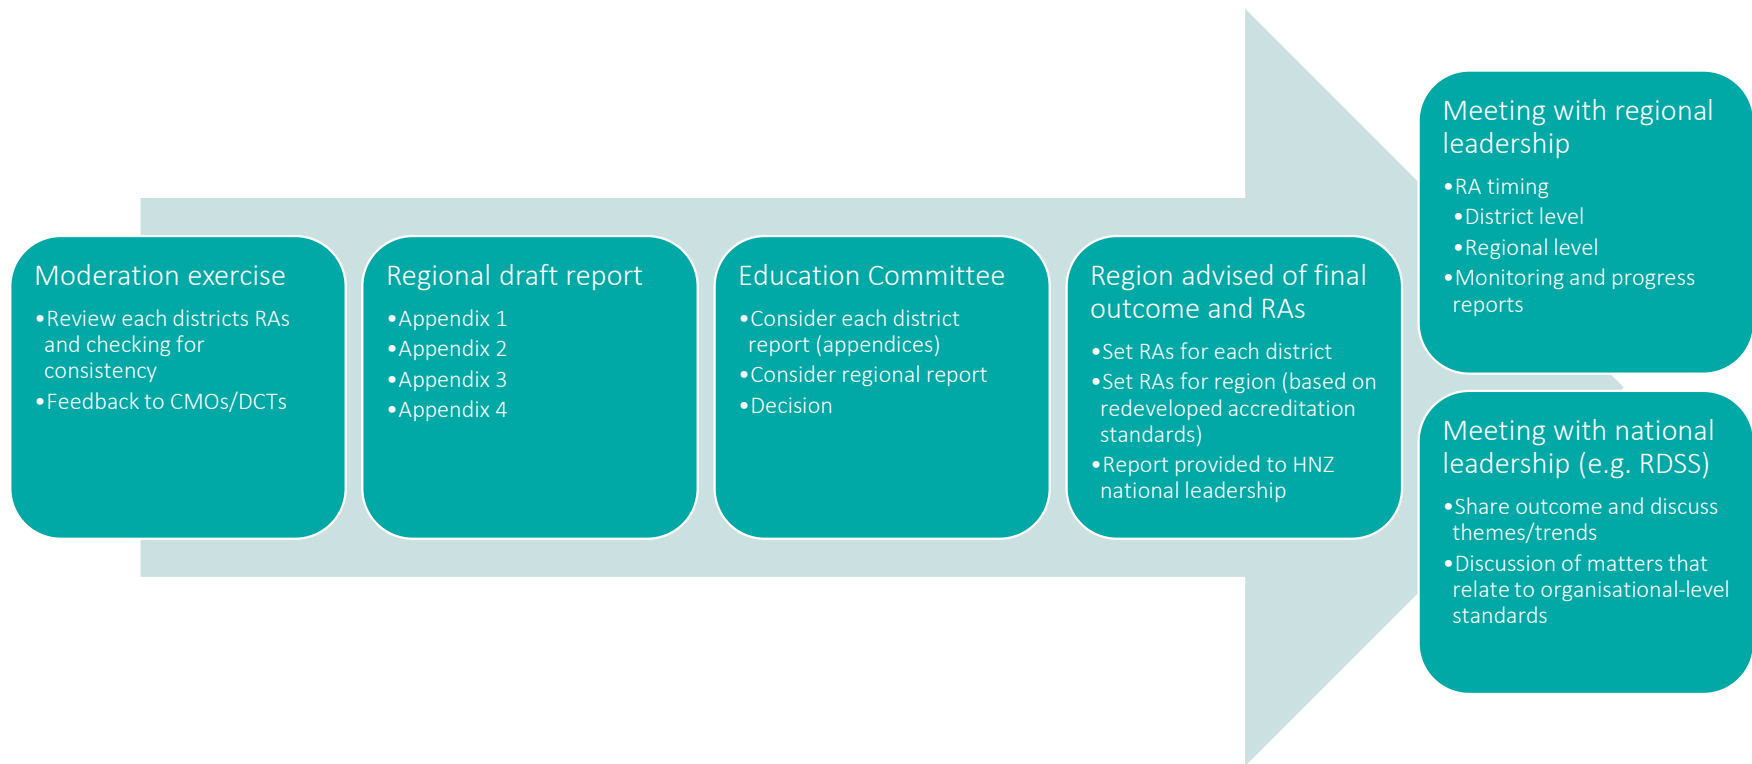 Moderation exercise
•Review each districts RAs
and checking for
consistency
•Feedback to CMOs/DCTs
Regional draft report
•Appendix 1
•Appendix 2
•Appendix 3
•Appendix 4
Education Committee
•Consider each district
report (appendices)
•Consider regional report
•Decision
Region advised of final
outcome and RAs
•Set RAs for each district
•Set RAs for region (based on
redeveloped accreditation
standards)
•Report provided to HNZ
national leadership
Meeting with regional
leadership
•RA timing
•District level
•Regional level
•Monitoring and progress
reports
Meeting with national
leadership (e.g. RDSS)
•Share outcome and discuss
themes/trends
•Discussion of matters that
relate to organisational-level
standards